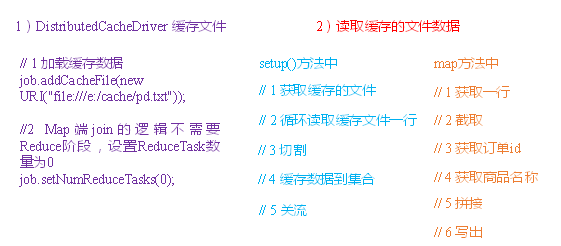 1）DistributedCacheDriver 缓存文件
// 1 加载缓存数据
job.addCacheFile(new
URI("file:///e:/cache/pd.txt"));
//2 Map 端join的逻辑不需要
Reduce阶段，设置ReduceTask数
量为0
job.setNumReduceTasks(0);
2）读取缓存的文件数据
setup()方法中
// 1 获取缓存的文件
// 2 循环读取缓存文件一行
// 3 切割
// 4 缓存数据到集合
// 5 关流
map方法中
// 1 获取一行
// 2 截取
// 3 获取订单id
// 4 获取商品名称
// 5 拼接
// 6 写出